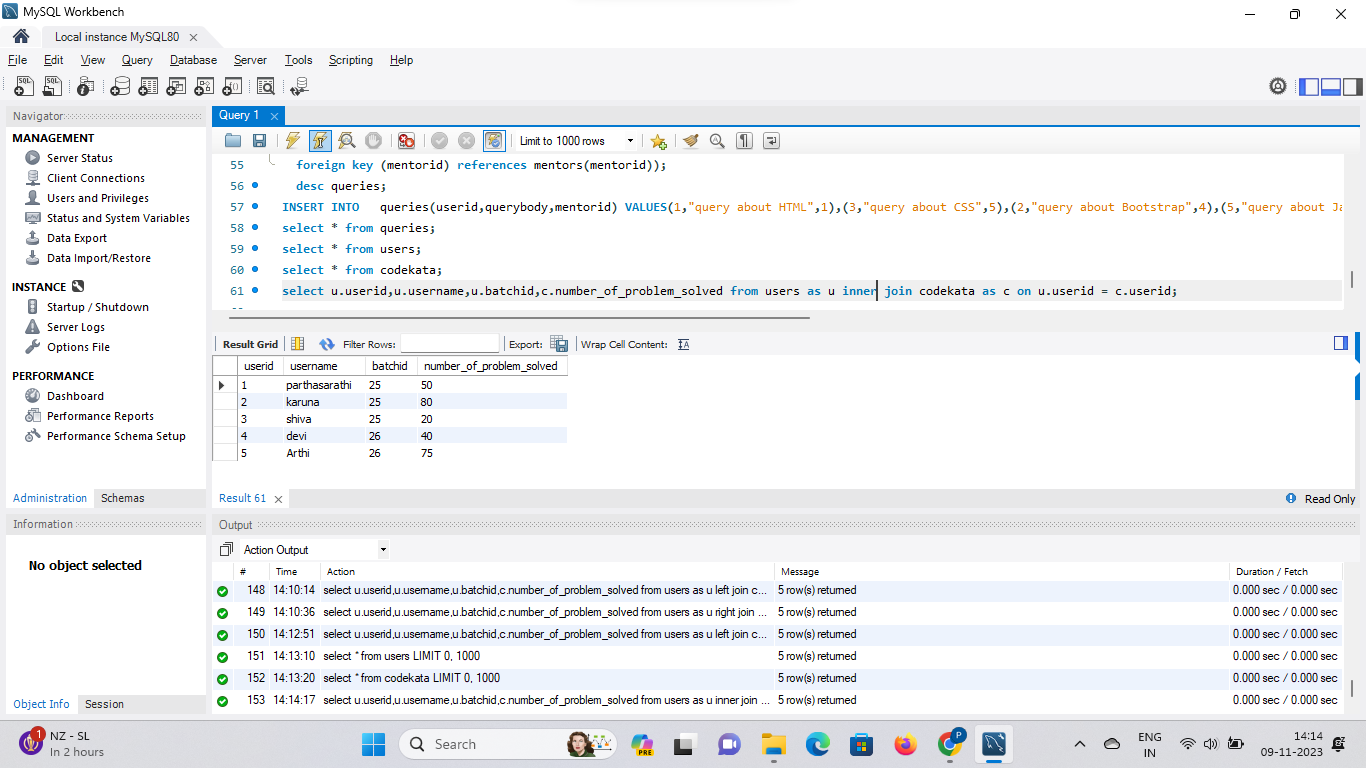 MySQL Workbench
Local instance MySQL80
File Edit View Query Database Server Tools Scripting Help
Navigator
MANAGEMENT
Server Status
Client Connections
Users and Privileges
Status and System Variables
Data Export
Data Import/Restore
INSTANCE
Startup / Shutdown
Server Logs
Options File
PERFORMANCE
Dashboard
Performance Reports
Performance Schema Setup
Administration Schemas
Information
No object selected
Object Info Session
Query 1
Limit to 1000 rows
55 foreign key (mentorid) references mentors(mentorid));
56 desc queries;
57 INSERT INTO queries(userid,querybody,mentorid) VALUES(1,"query about HTML",1),(3,"query about CSS",5),(2,"query about Bootstrap",4),(5,"query about Ja
58 select * from queries;
59 select * from users;
60 select * from codekata;
61 select u.userid,u.username,u.batchid,c.number_of_problem_solved from users as u inner join codekata as c on u.userid = c.userid;
Result Grid Filter Rows: Export: Wrap Cell Content:
userid username batchid number_of_problem_solved
1 parthasarathi 25 50
2 karuna 25 80
3 shiva 25 20
4 devi 26 40
5 Arthi 26 75
Result 61 Read Only
Output
Action Output
# Time Action Message Duration / Fetch
148 14:10:14 select u.userid,u.username,u.batchid,c.number_of_problem_solved from users as u left join c... 5 row(s) returned 0.000 sec / 0.000 sec
149 14:10:36 select u.userid,u.username,u.batchid,c.number_of_problem_solved from users as u right join ... 5 row(s) returned 0.000 sec / 0.000 sec
150 14:12:51 select u.userid,u.username,u.batchid,c.number_of_problem_solved from users as u left join c... 5 row(s) returned 0.000 sec / 0.000 sec
151 14:13:10 select * from users LIMIT 0, 1000 5 row(s) returned 0.000 sec / 0.000 sec
152 14:13:20 select * from codekata LIMIT 0, 1000 5 row(s) returned 0.000 sec / 0.000 sec
153 14:14:17 select u.userid,u.username,u.batchid,c.number_of_problem_solved from users as u inner join ... 5 row(s) returned 0.000 sec / 0.000 sec
1
NZ - SL
In 2 hours
Search
PRE
P
ENG
IN
14:14
09-11-2023